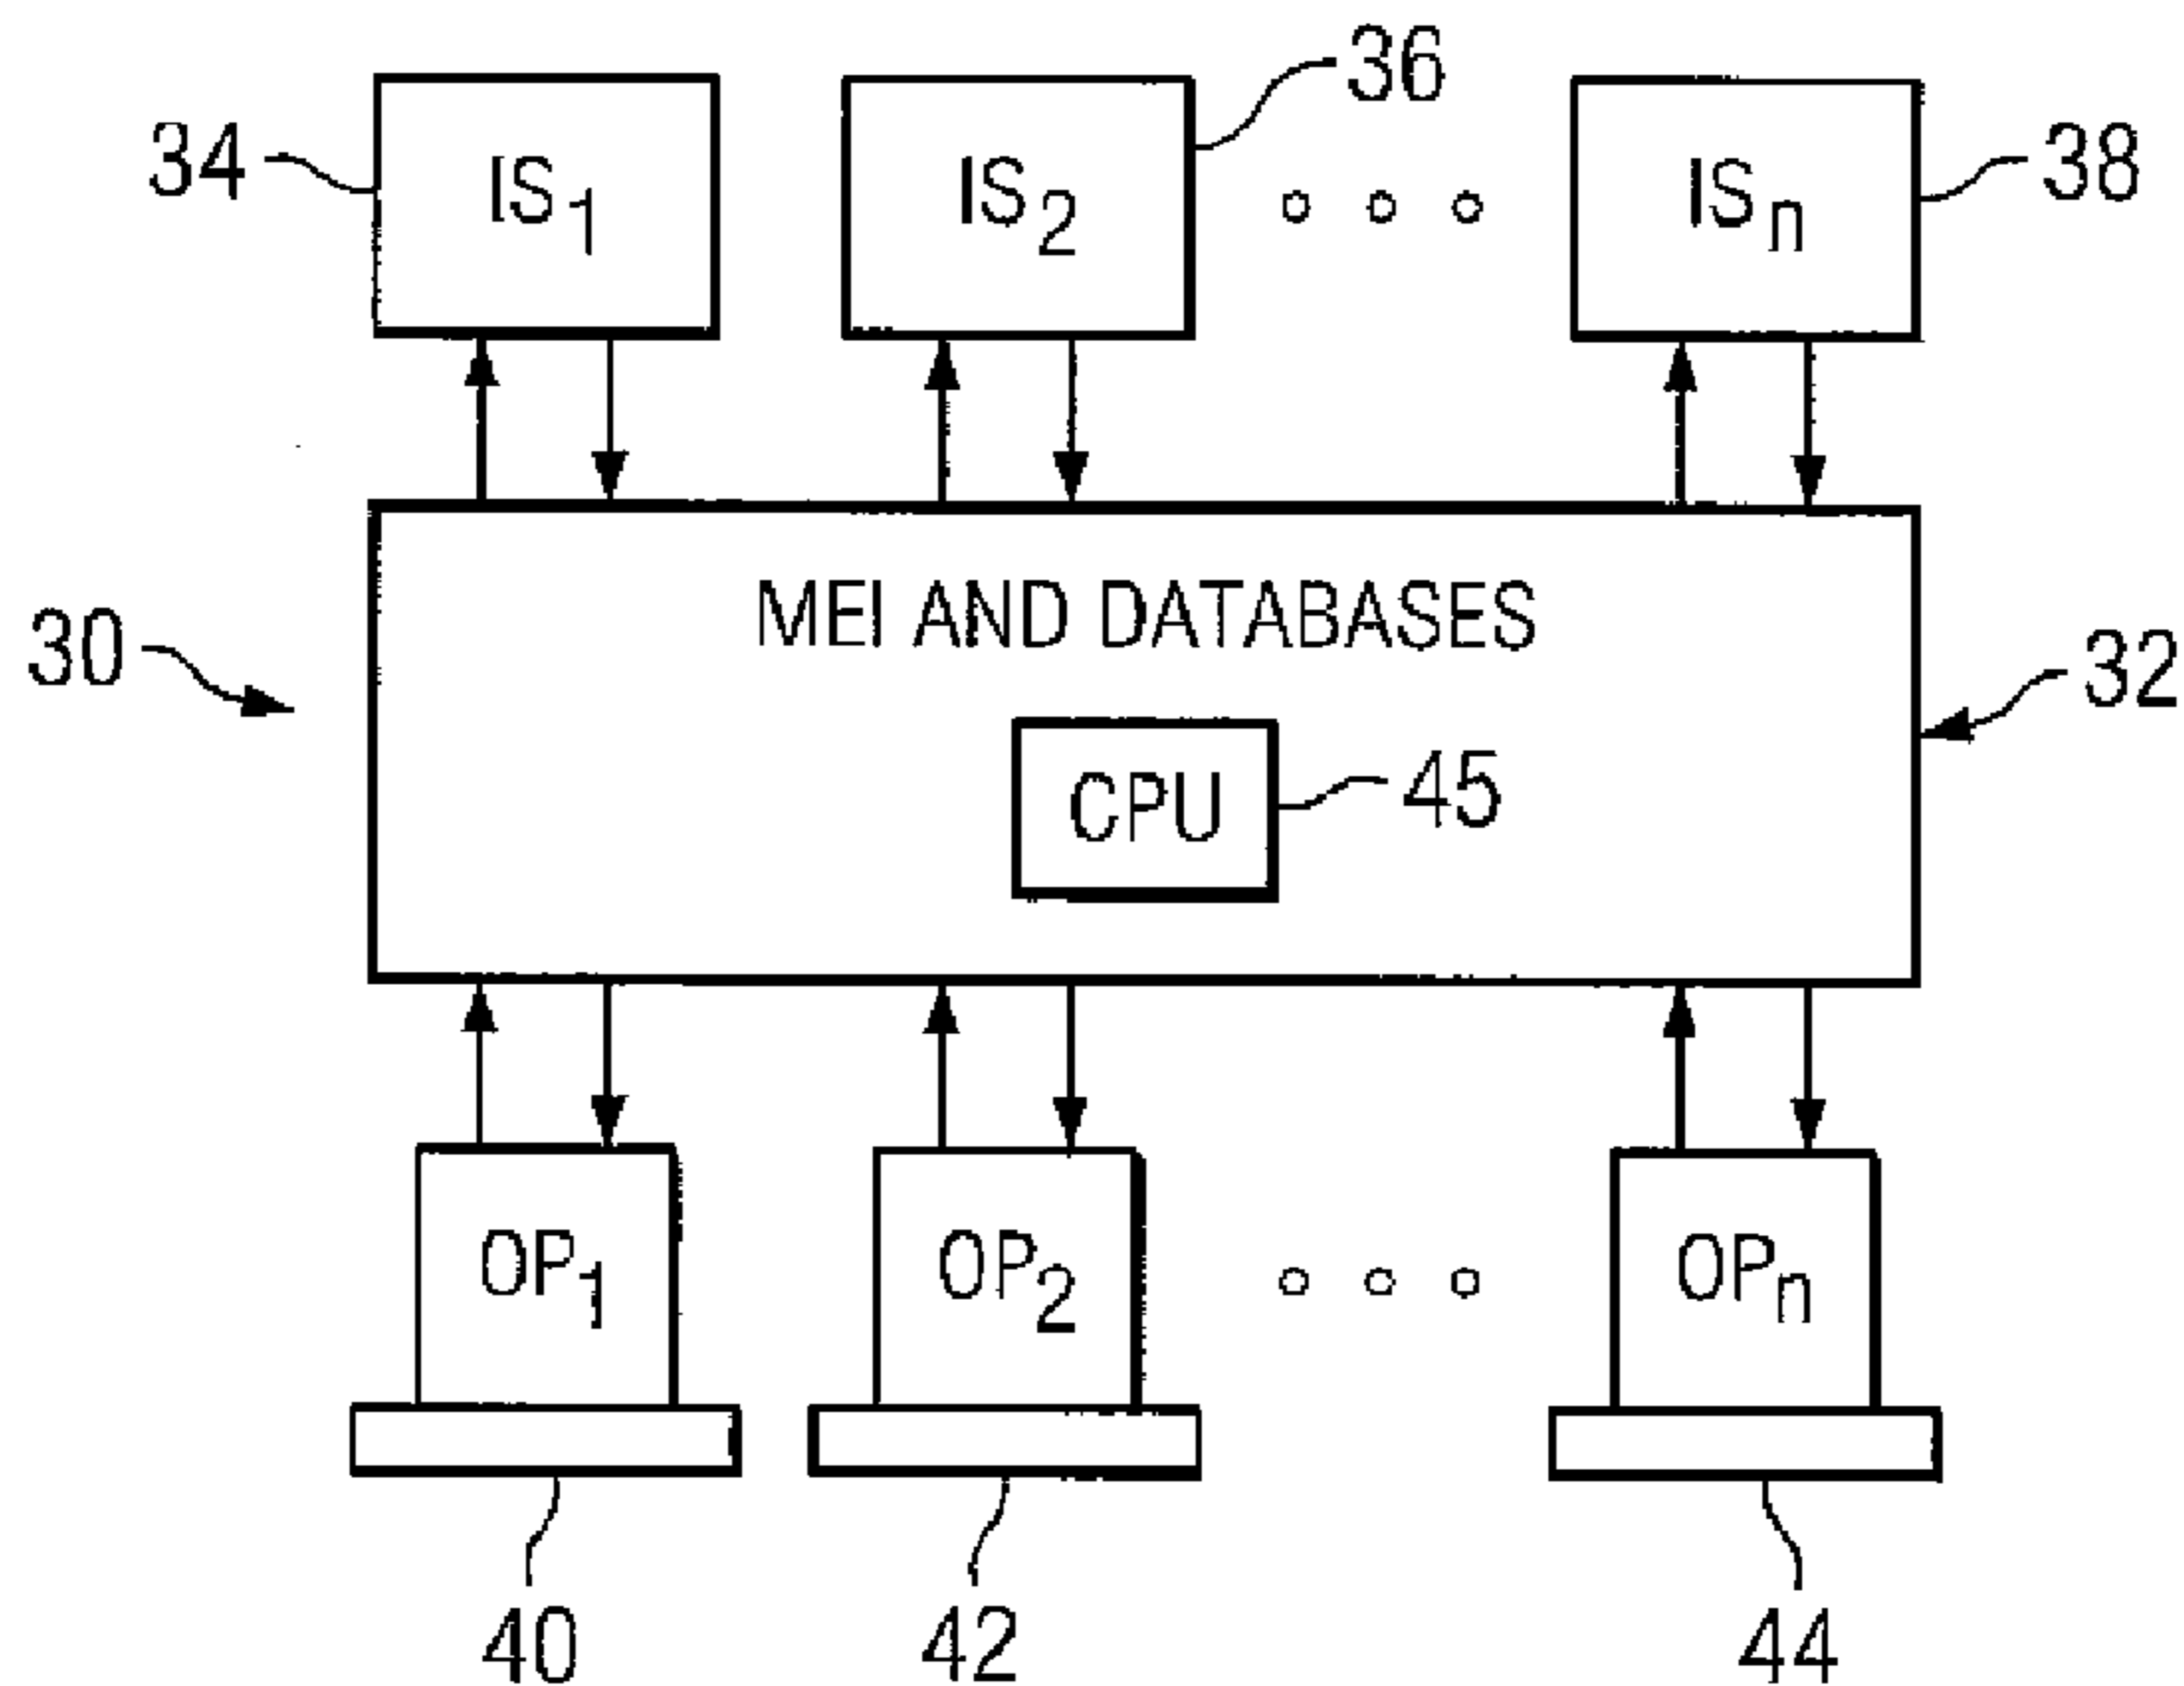 36
34 IS1 IS2 ISn 38
MEI AND DATABASES
30 32
CPU 45
OP1 OP2 OPn
40 42 44